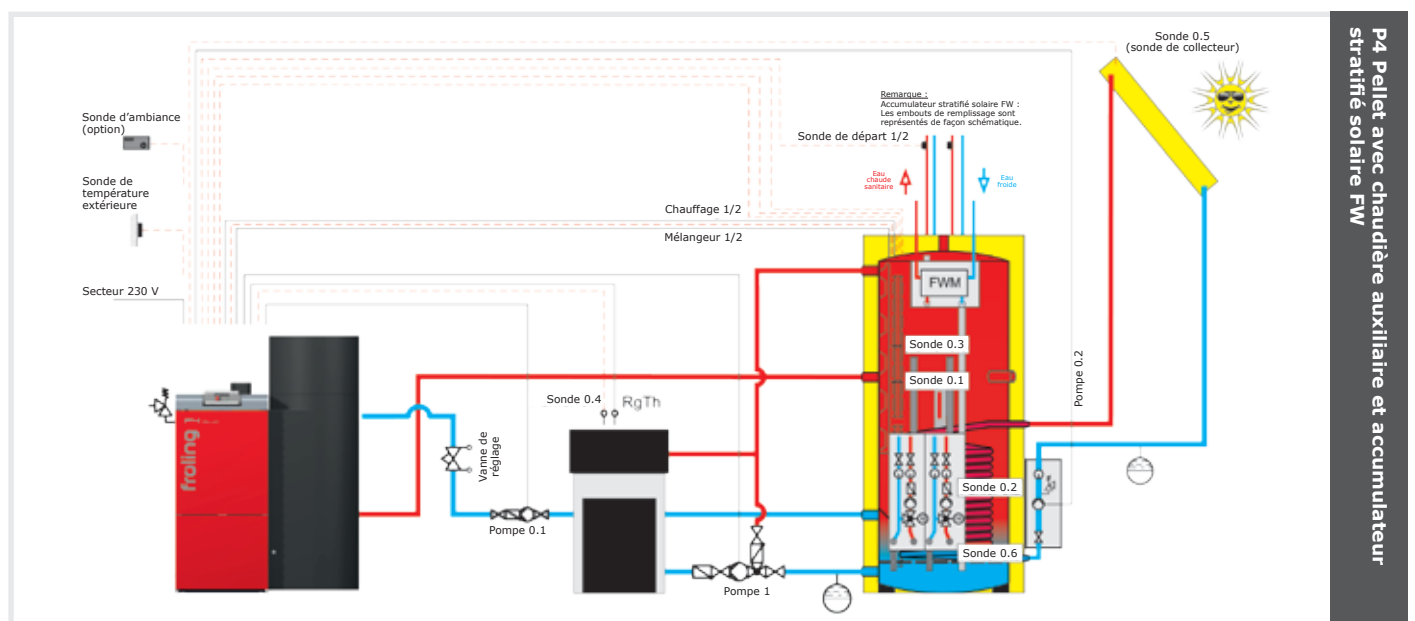 P4 Pellet avec chaudière auxiliaire et accumulateur
stratifié solaire FW
Sonde 0.5
(sonde de collecteur)
Remarque :
Accumulateur stratifié solaire FW :
Les embouts de remplissage sont
représentés de façon schématique.
Sonde d'ambiance
(option)
Sonde de départ 1/2
Sonde de
température
extérieure
Eau
chaude
sanitaire
Eau
froide
Chauffage 1/2
Mélangeur 1/2
Secteur 230 V
FWM
Sonde 0.3
Sonde 0.1
Pompe 0.2
Sonde 0.4
RgTh
froling
Vanne de
réglage
Sonde 0.2
Pompe 0.1
Sonde 0.6
Pompe 1